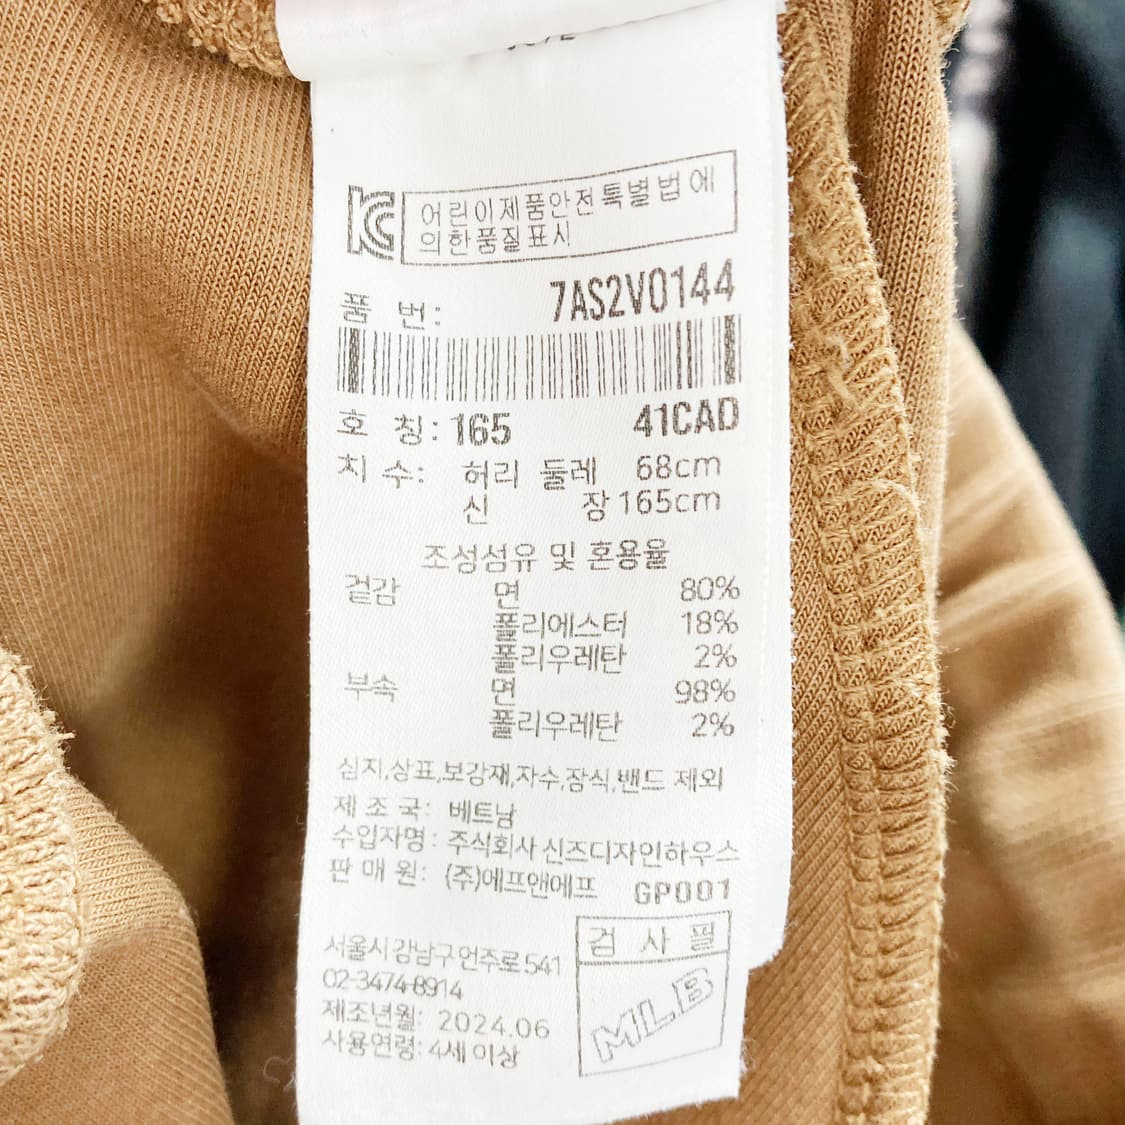 KC
어린이제품안전특별법에
의한품질표시
품 번: 7AS2V0144
호 칭: 165 41CAD
치 수: 허리 둘레 68cm
신 장 165cm
조성섬유 및 혼용율
겉감 면 80%
폴리에스터 18%
폴리우레탄 2%
부속 면 98%
폴리우레탄 2%
심지,상표,보강재,자수,장식,밴드 제외
제 조 국: 베트남
수입자명: 주식회사 신즈디자인하우스
판 매 원: (주)에프앤에프 GP001
검 사 필
서울시 강남구 언주로 541
02-3474-8914
MLB
제조년월: 2024.06
사용연령: 4세 이상